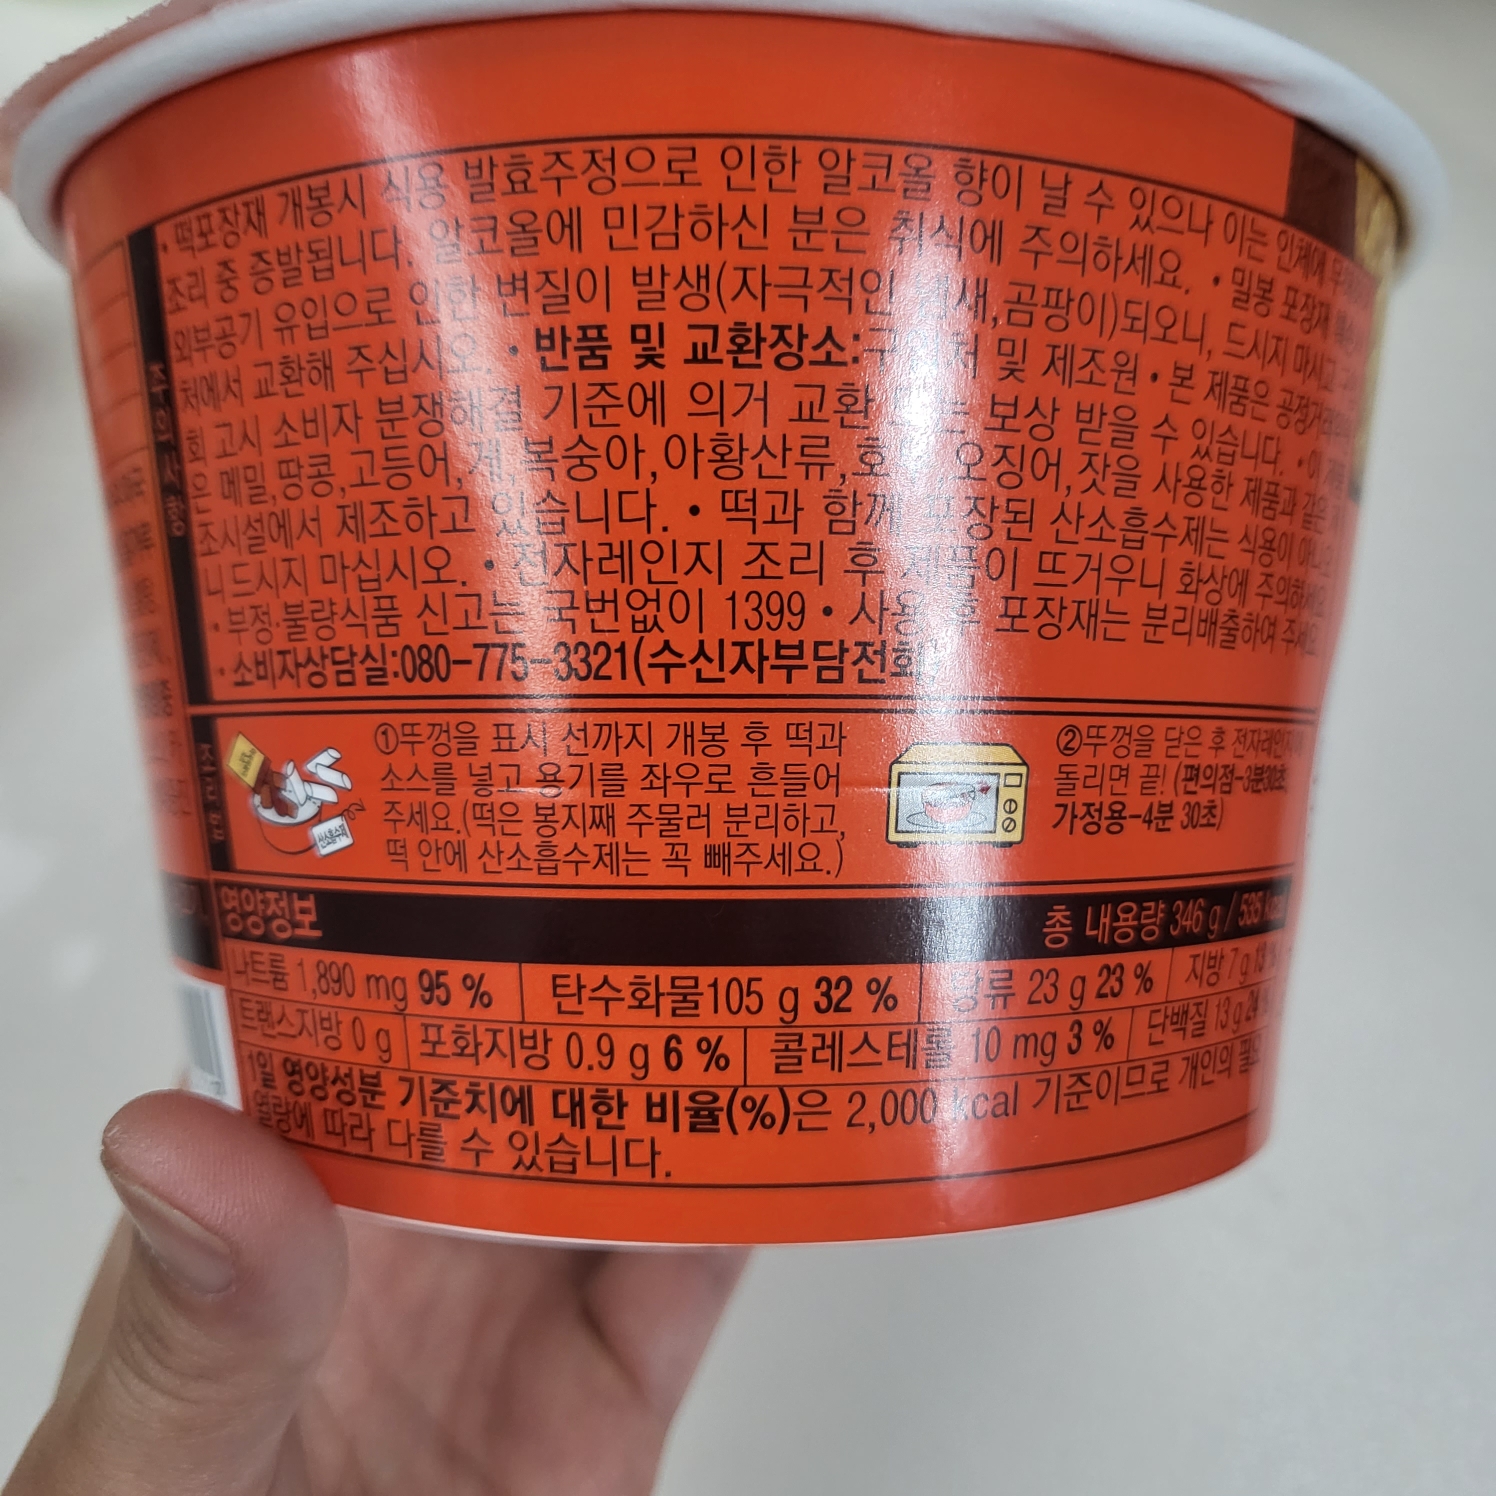 • 떡포장재 개봉시 식용 발효주정으로 인한 알코올 향이 날 수 있으나 이는 인체에
조리 중 증발됩니다. 알코올에 민감하신 분은 취식에 주의하세요. • 밀봉 포장재
외부공기 유입으로 인한 변질이 발생(자극적인 곰팡이)되오니, 드시지 마시고
처에서 교환해 주십시오. • 반품 및 교환장소: 및 제조원 • 본 제품은
회 고시 소비자 분쟁해결 기준에 의거 교환 보상 받을 수 있습니다. • 이
은 메밀,땅콩,고등어,게,복숭아,아황산류, 오징어,잣을 사용한 제품과 같은
조시설에서 제조하고 있습니다. • 떡과 함께 포장된 산소흡수제는 식용이 아니오
니 드시지 마십시오. • 전자레인지 조리 후 제품이 뜨거우니 화상에 주의하세요
• 부정·불량식품 신고는 국번없이 1399 • 사용 후 포장재는 분리배출하여 주세요
• 소비자상담실:080-775-3321(수신자부담전화)
주의사항
조리방법
①뚜껑을 표시 선까지 개봉 후 떡과
소스를 넣고 용기를 좌우로 흔들어
주세요.(떡은 봉지째 주물러 분리하고,
떡 안에 산소흡수제는 꼭 빼주세요.)
산소흡수제
②뚜껑을 닫은 후 전자레인지에
돌리면 끝! (편의점-3분30초,
가정용-4분 30초)
영양정보
총 내용량 346 g / 535 kcal
나트륨 1,890 mg 95 % 탄수화물105 g 32 % 당류 23 g 23 % 지방 7 g
트랜스지방 0 g 포화지방 0.9 g 6 % 콜레스테롤 10 mg 3 % 단백질 13 g 24 %
1일 영양성분 기준치에 대한 비율(%)은 2,000 kcal 기준이므로 개인의 필요
열량에 따라 다를 수 있습니다.